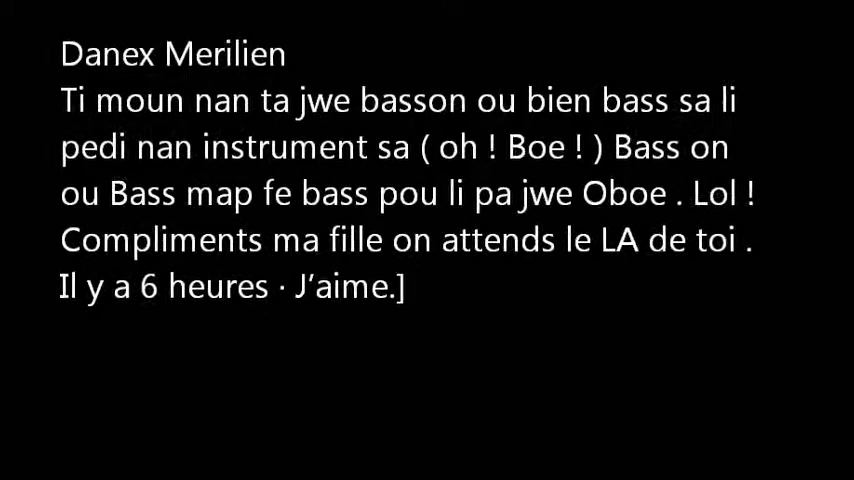 Danex Merilien
Ti moun nan ta jwe basson ou bien bass sa li
pedi nan instrument sa ( oh ! Boe ! ) Bass on
ou Bass map fe bass pou li pa jwe Oboe . Lol !
Compliments ma fille on attends le LA de toi .
Il y a 6 heures · J’aime.]